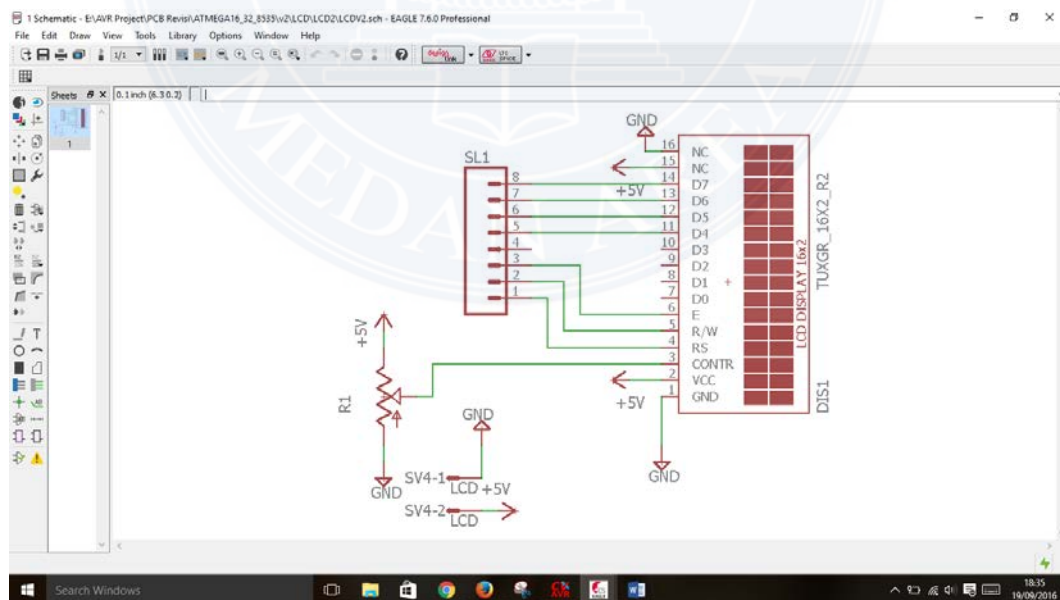 1 Schematic - E:\AVR Project\PCB Revisi\ATMEGA16_32_8535\v2\LCD\LCD2\LCDV2.sch - EAGLE 7.6.0 Professional
File Edit Draw View Tools Library Options Window Help
1/1
Sheets
0.1 inch (6.3 0.2)
1
SL1
8
7
6
5
4
3
2
1
GND
+5V
16 NC
15 NC
14 D7
13 D6
12 D5
11 D4
10 D3
9 D2
8 D1
7 D0
6 E
5 R/W
4 RS
3 CONTR
2 VCC
1 GND
LCD DISPLAY 16x2
TUXGR_16X2_R2
DIS1
+5V
R1
GND
GND
+5V
GND
SV4-1
LCD +5V
SV4-2
LCD
MEDAN AREA
Search Windows
18:35
19/09/2016